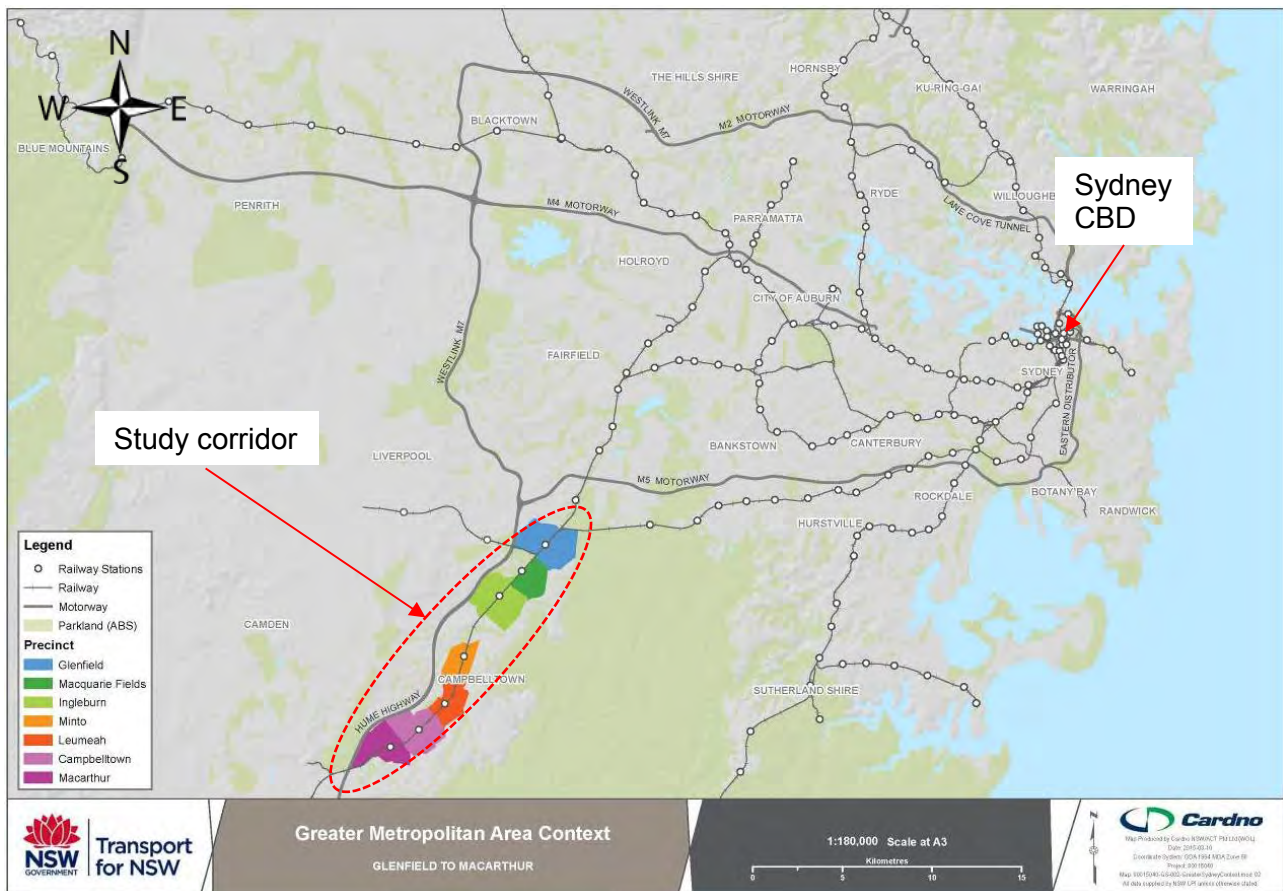 N
W
E
S
THE HILLS SHIRE
HORNSBY
KU-RING-GAI
WARRINGAH
WESTLINK M7
M2 MOTORWAY
BLACKTOWN
BLUE MOUNTAINS
PENRITH
M4 MOTORWAY
PARRAMATTA
RYDE
WILLOUGHB
LANE COVE TUNNEL
Sydney
CBD
HOLROYD
CITY OF AUBURN
WESTLINK M7
FAIRFIELD
SYDNEY
EASTERN DISTRIBUTOR
Study corridor
LIVERPOOL
BANKSTOWN
CANTERBURY
M5 MOTORWAY
ROCKDALE
BOTANY BAY
RANDWICK
HURSTVILLE
CAMDEN
CAMPBELLTOWN
HUME HIGHWAY
SUTHERLAND SHIRE
Legend
Railway Stations
Railway
Motorway
Parkland (ABS)
Precinct
Glenfield
Macquarie Fields
Ingleburn
Minto
Leumeah
Campbelltown
Macarthur
NSW
GOVERNMENT
Transport
for NSW
Greater Metropolitan Area Context
GLENFIELD TO MACARTHUR
1:180,000 Scale at A3
Kilometres
0 5 10 15
N
Cardno